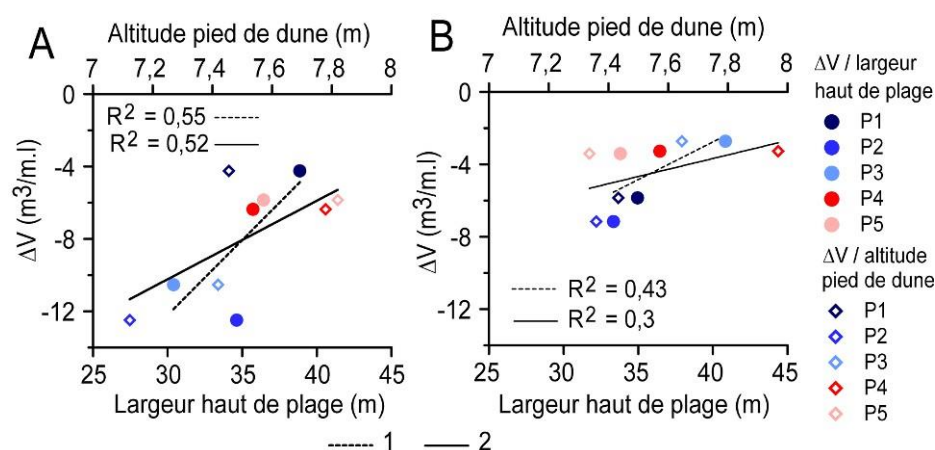 A
Altitude pied de dune (m)
7 7,2 7,4 7,6 7,8 8
0
-4
-8
-12
ΔV (m³/m.l)
R² = 0,55
R² = 0,52
25 30 35 40 45
Largeur haut de plage (m)
B
Altitude pied de dune (m)
7 7,2 7,4 7,6 7,8 8
0
-4
-8
-12
ΔV (m³/m.l)
R² = 0,43
R² = 0,3
25 30 35 40 45
Largeur haut de plage (m)
1 2
ΔV / largeur
haut de plage
P1
P2
P3
P4
P5
ΔV / altitude
pied de dune
P1
P2
P3
P4
P5